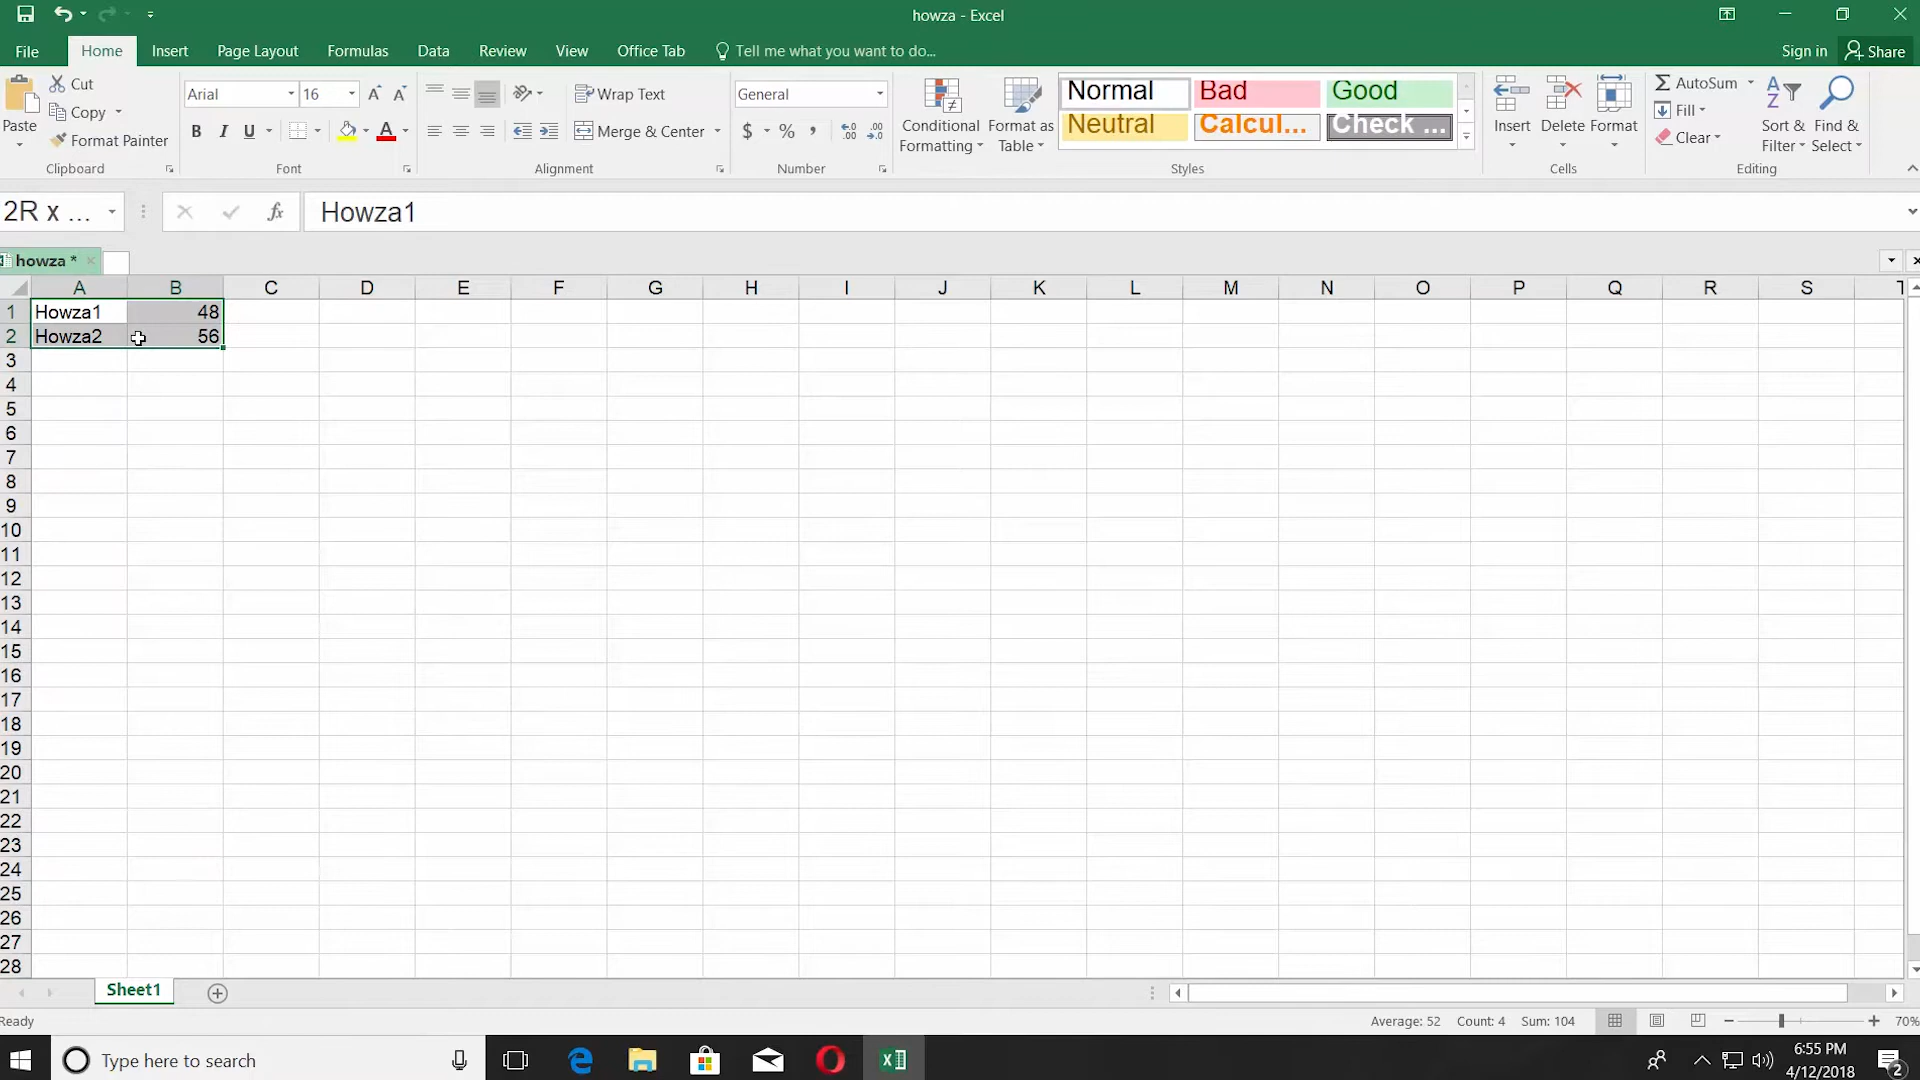 howza - Excel
File Home Insert Page Layout Formulas Data Review View Office Tab Tell me what you want to do... Sign in Share
Paste Cut Copy Format Painter Clipboard
Arial 16 B I U A Font
Wrap Text Merge & Center Alignment
General $ % , .00 Number
Conditional Formatting Format as Table
Normal Bad Good
Neutral Calcul... Check ...
Styles
Insert Delete Format Cells
AutoSum Fill Clear Sort & Filter Find & Select Editing
2R x ... fx Howza1
howza *
A B C D E F G H I J K L M N O P Q R S T
1 Howza1 48
2 Howza2 56
3
4
5
6
7
8
9
10
11
12
13
14
15
16
17
18
19
20
21
22
23
24
25
26
27
28
Sheet1
Ready Average: 52 Count: 4 Sum: 104 70%
Type here to search 6:55 PM
4/12/2018 2